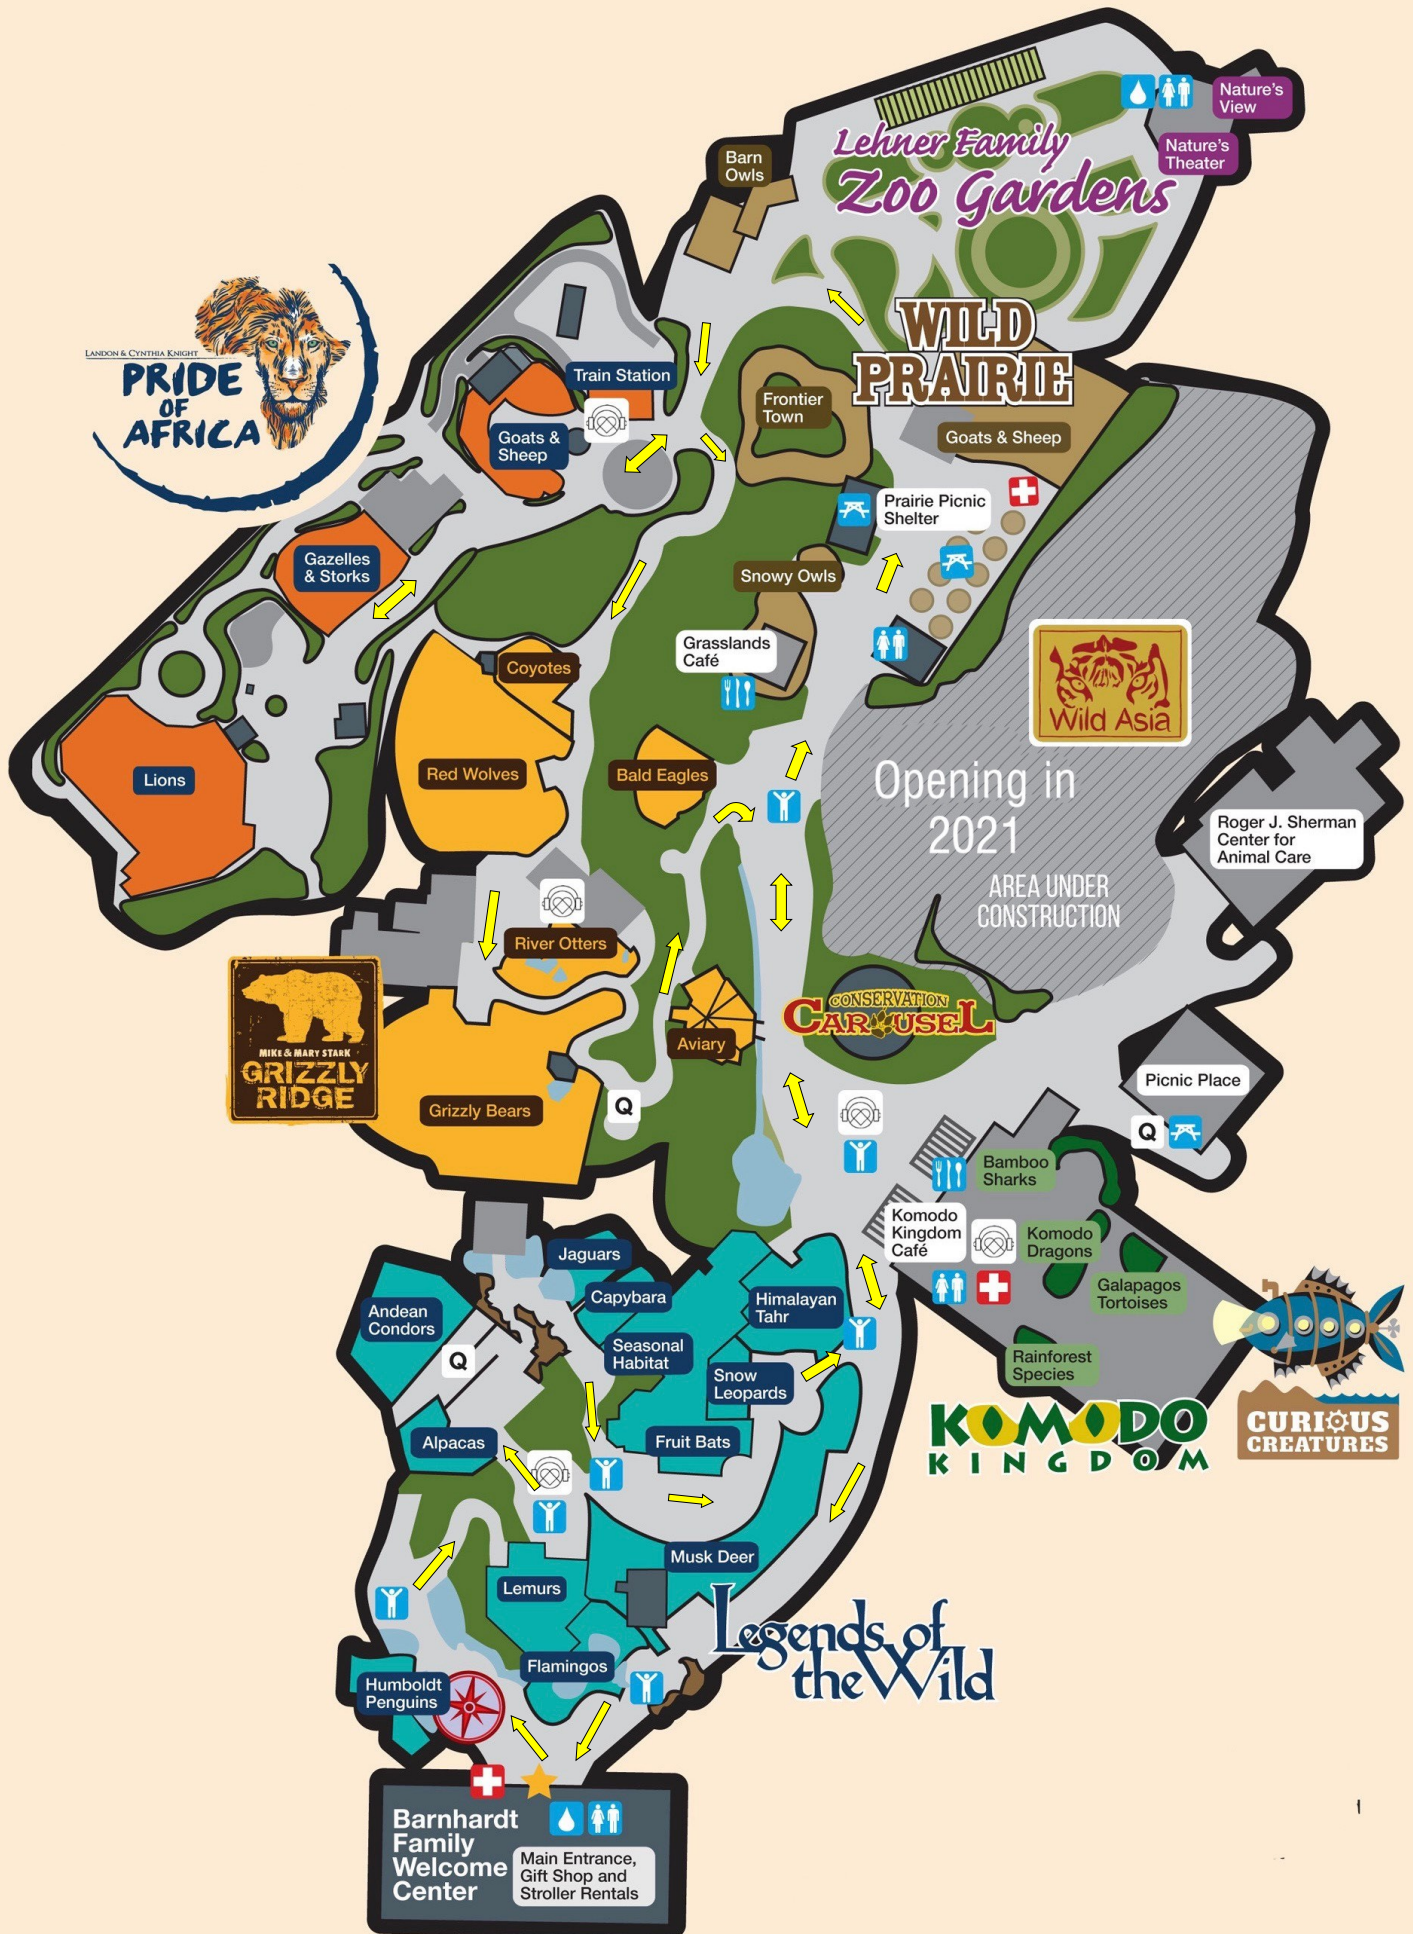 Nature's
View
Nature's
Theater
Lehner Family
Zoo Gardens
Barn
Owls
WILD
PRAIRIE
LANDON & CYNTHIA KNIGHT
PRIDE
OF
AFRICA
Train Station
Frontier
Town
Goats &
Sheep
Goats & Sheep
Prairie Picnic
Shelter
Gazelles
& Storks
Snowy Owls
Grasslands
Café
Coyotes
Wild Asia
Lions
Red Wolves
Bald Eagles
Opening in
2021
AREA UNDER
CONSTRUCTION
Roger J. Sherman
Center for
Animal Care
River Otters
MIKE & MARY STARK
GRIZZLY
RIDGE
CONSERVATION
CAROUSEL
Aviary
Grizzly Bears
Q
Picnic Place
Q
Bamboo
Sharks
Komodo
Kingdom
Café
Komodo
Dragons
Galapagos
Tortoises
Rainforest
Species
KOMODO
KINGDOM
CURIOUS
CREATURES
Jaguars
Capybara
Andean
Condors
Himalayan
Tahr
Seasonal
Habitat
Q
Snow
Leopards
Alpacas
Fruit Bats
Musk Deer
Lemurs
Legends of
the Wild
Flamingos
Humboldt
Penguins
Barnhardt
Family
Welcome
Center
Main Entrance,
Gift Shop and
Stroller Rentals